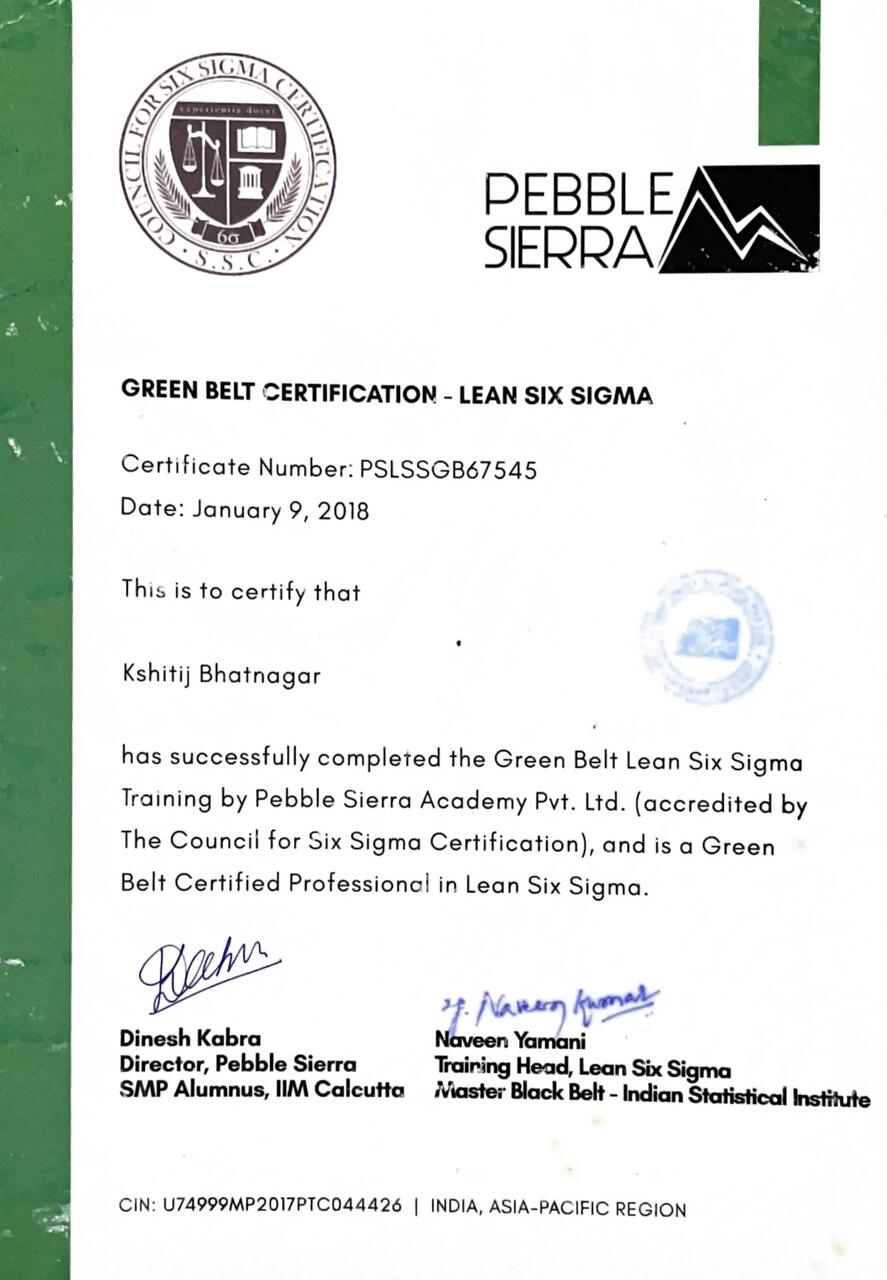 COUNCIL FOR SIX SIGMA CERTIFICATION
experientia docet
6σ
· S.S.C. ·
PEBBLE
SIERRA
GREEN BELT CERTIFICATION - LEAN SIX SIGMA
Certificate Number: PSLSSGB67545
Date: January 9, 2018
This is to certify that
Kshitij Bhatnagar
has successfully completed the Green Belt Lean Six Sigma
Training by Pebble Sierra Academy Pvt. Ltd. (accredited by
The Council for Six Sigma Certification), and is a Green
Belt Certified Professional in Lean Six Sigma.
Naveen Kumar
Dinesh Kabra
Director, Pebble Sierra
SMP Alumnus, IIM Calcutta
Naveen Yamani
Training Head, Lean Six Sigma
Master Black Belt - Indian Statistical Institute
CIN: U74999MP2017PTC044426 | INDIA, ASIA-PACIFIC REGION